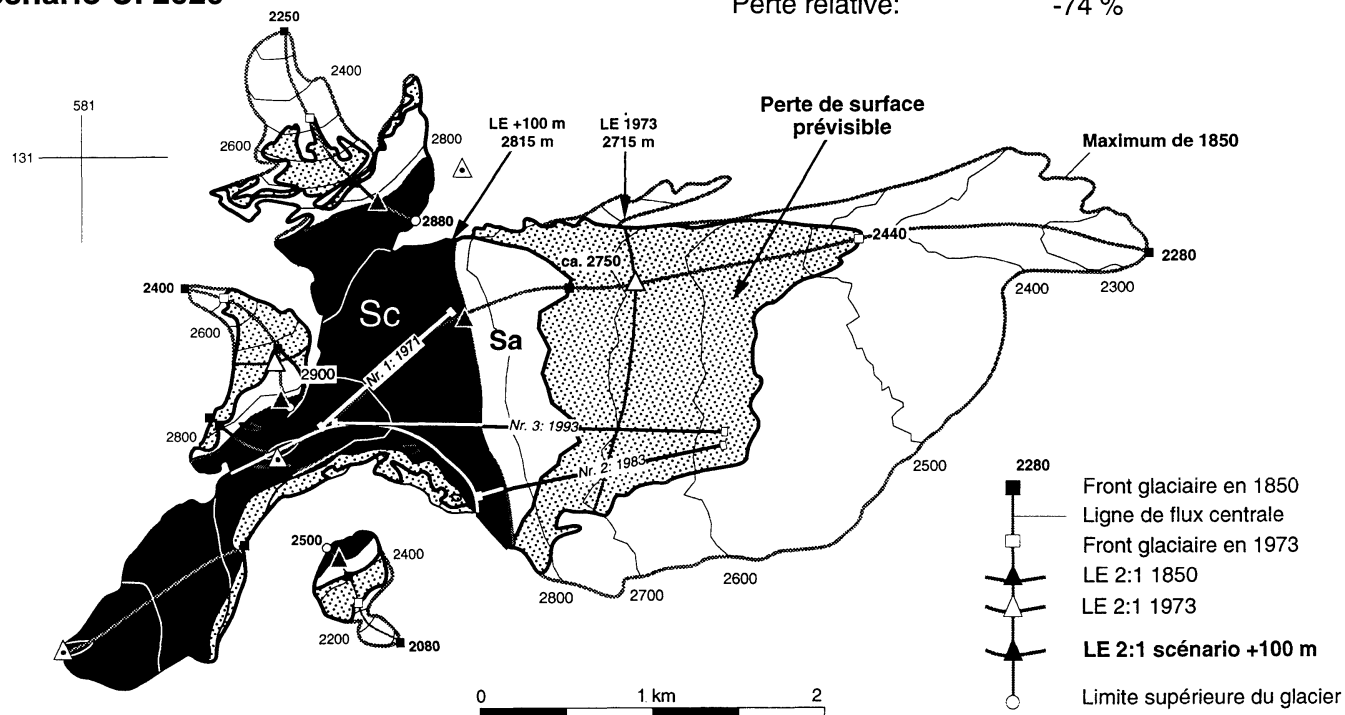 Perte relative: -74 %
2250
2400
581
2600
2800
LE +100 m
2815 m
LE 1973
2715 m
Perte de surface
prévisible
Maximum de 1850
131
2880
2440
ca. 2750
2280
2400
2400
2300
Sc
Sa
2600
Nr. 1: 1971
2900
Nr. 3: 1993
2800
Nr. 2: 1983
2500
2280
Front glaciaire en 1850
Ligne de flux centrale
2500
2400
Front glaciaire en 1973
2600
LE 2:1 1850
2800
2700
LE 2:1 1973
2200
2080
LE 2:1 scénario +100 m
Limite supérieure du glacier
0 1 km 2